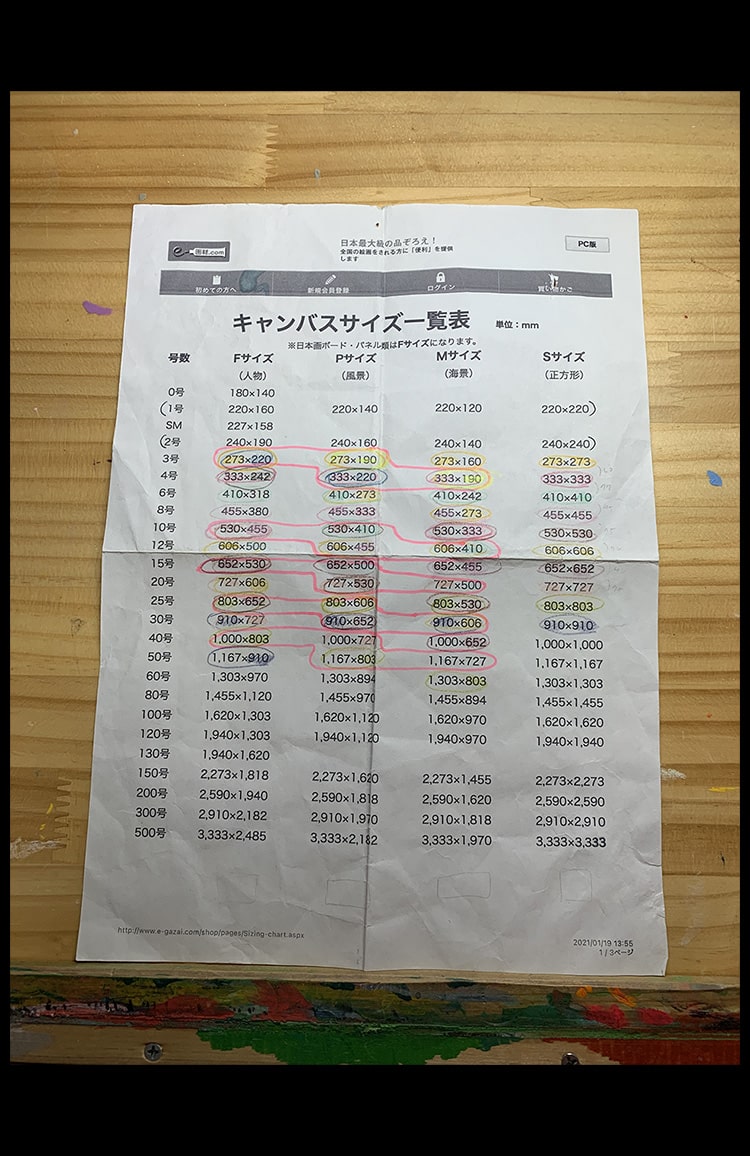 画材.com
日本最大級の品ぞろえ！
全国の絵画をされる方に「便利」を提供
します
PC版
初めての方へ 新規会員登録 ログイン 買い物かご
キャンバスサイズ一覧表 単位：mm
※日本画ボード・パネル類はFサイズになります。
号数 Fサイズ Pサイズ Mサイズ Sサイズ
（人物） （風景） （海景） （正方形）
0号 180×140
(1号 220×160 220×140 220×120 220×220)
SM 227×158
(2号 240×190 240×160 240×140 240×240)
3号 273×220 273×190 273×160 273×273
4号 333×242 333×220 333×190 333×333
6号 410×318 410×273 410×242 410×410
8号 455×380 455×333 455×273 455×455
10号 530×455 530×410 530×333 530×530
12号 606×500 606×455 606×410 606×606
15号 652×530 652×500 652×455 652×652
20号 727×606 727×530 727×500 727×727
25号 803×652 803×606 803×530 803×803
30号 910×727 910×652 910×606 910×910
40号 1,000×803 1,000×727 1,000×652 1,000×1,000
50号 1,167×910 1,167×803 1,167×727 1,167×1,167
60号 1,303×970 1,303×894 1,303×803 1,303×1,303
80号 1,455×1,120 1,455×970 1,455×894 1,455×1,455
100号 1,620×1,303 1,620×1,120 1,620×970 1,620×1,620
120号 1,940×1,303 1,940×1,120 1,940×970 1,940×1,940
130号 1,940×1,620
150号 2,273×1,818 2,273×1,620 2,273×1,455 2,273×2,273
200号 2,590×1,940 2,590×1,818 2,590×1,620 2,590×2,590
300号 2,910×2,182 2,910×1,970 2,910×1,818 2,910×2,910
500号 3,333×2,485 3,333×2,182 3,333×1,970 3,333×3,333
http://www.e-gazai.com/shop/pages/Sizing-chart.aspx
2021/01/19 13:55
1 / 3ページ